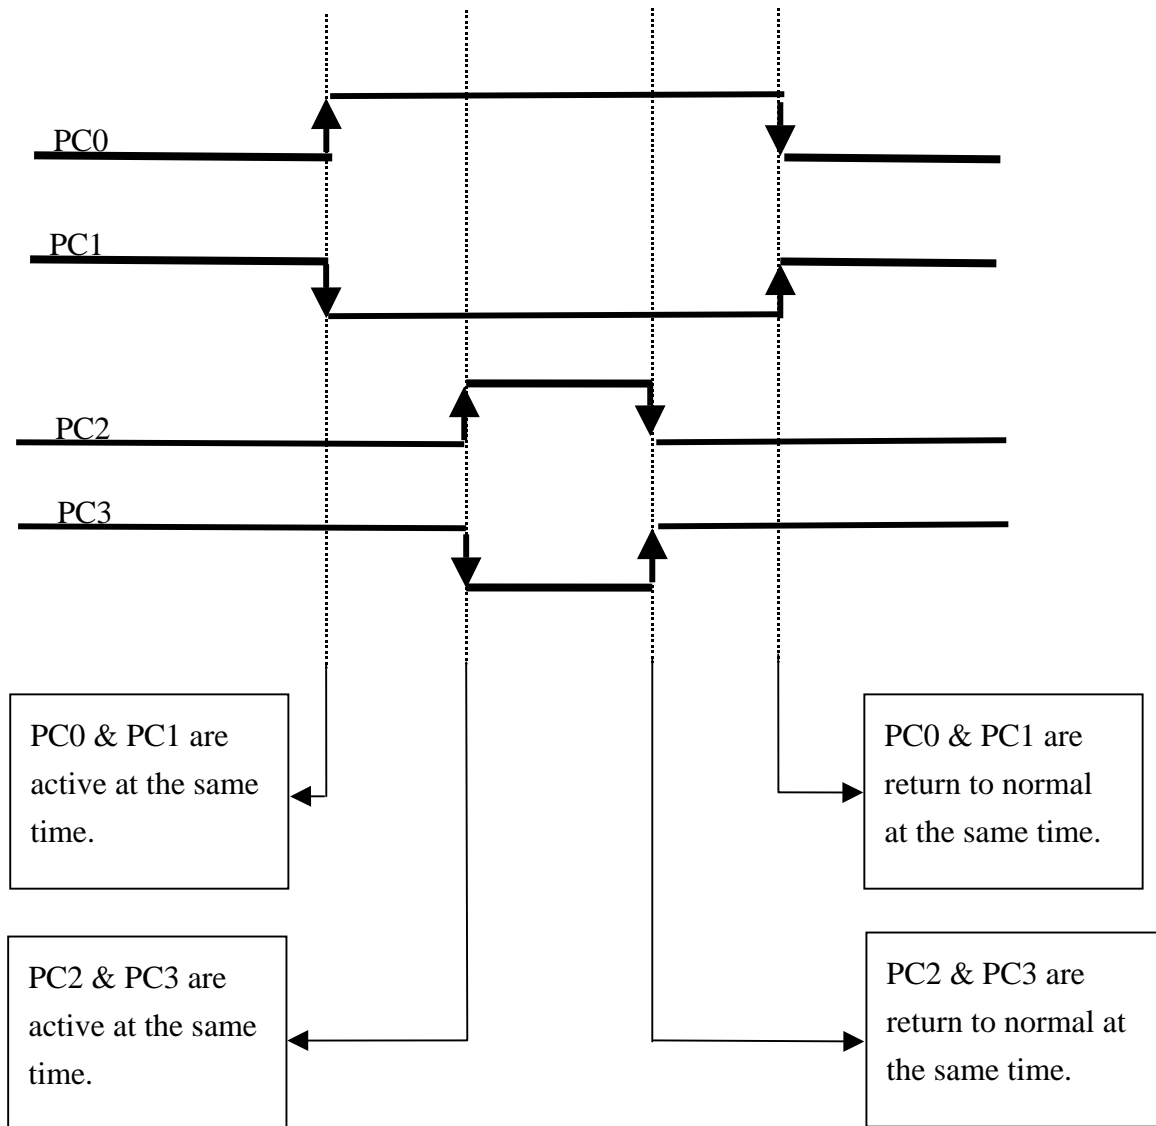 PC0
PC1
PC2
PC3
PC0 & PC1 are
active at the same
time.
PC0 & PC1 are
return to normal
at the same time.
PC2 & PC3 are
active at the same
time.
PC2 & PC3 are
return to normal at
the same time.